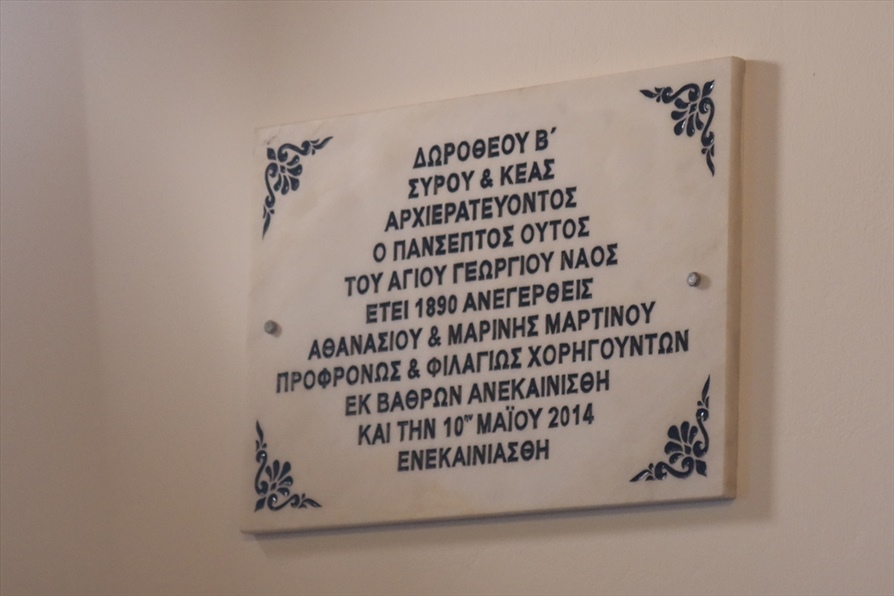 ΔΩΡΟΘΕΟΥ Β΄
ΣΥΡΟΥ & ΚΕΑΣ
ΑΡΧΙΕΡΑΤΕΥΟΝΤΟΣ
Ο ΠΑΝΣΕΠΤΟΣ ΟΥΤΟΣ
ΤΟΥ ΑΓΙΟΥ ΓΕΩΡΓΙΟΥ ΝΑΟΣ
ΕΤΕΙ 1890 ΑΝΕΓΕΡΘΕΙΣ
ΑΘΑΝΑΣΙΟΥ & ΜΑΡΙΝΗΣ ΜΑΡΤΙΝΟΥ
ΠΡΟΦΡΟΝΩΣ & ΦΙΛΑΓΙΩΣ ΧΟΡΗΓΟΥΝΤΩΝ
ΕΚ ΒΑΘΡΩΝ ΑΝΕΚΑΙΝΙΣΘΗ
ΚΑΙ ΤΗΝ 10ην ΜΑΪΟΥ 2014
ΕΝΕΚΑΙΝΙΑΣΘΗ